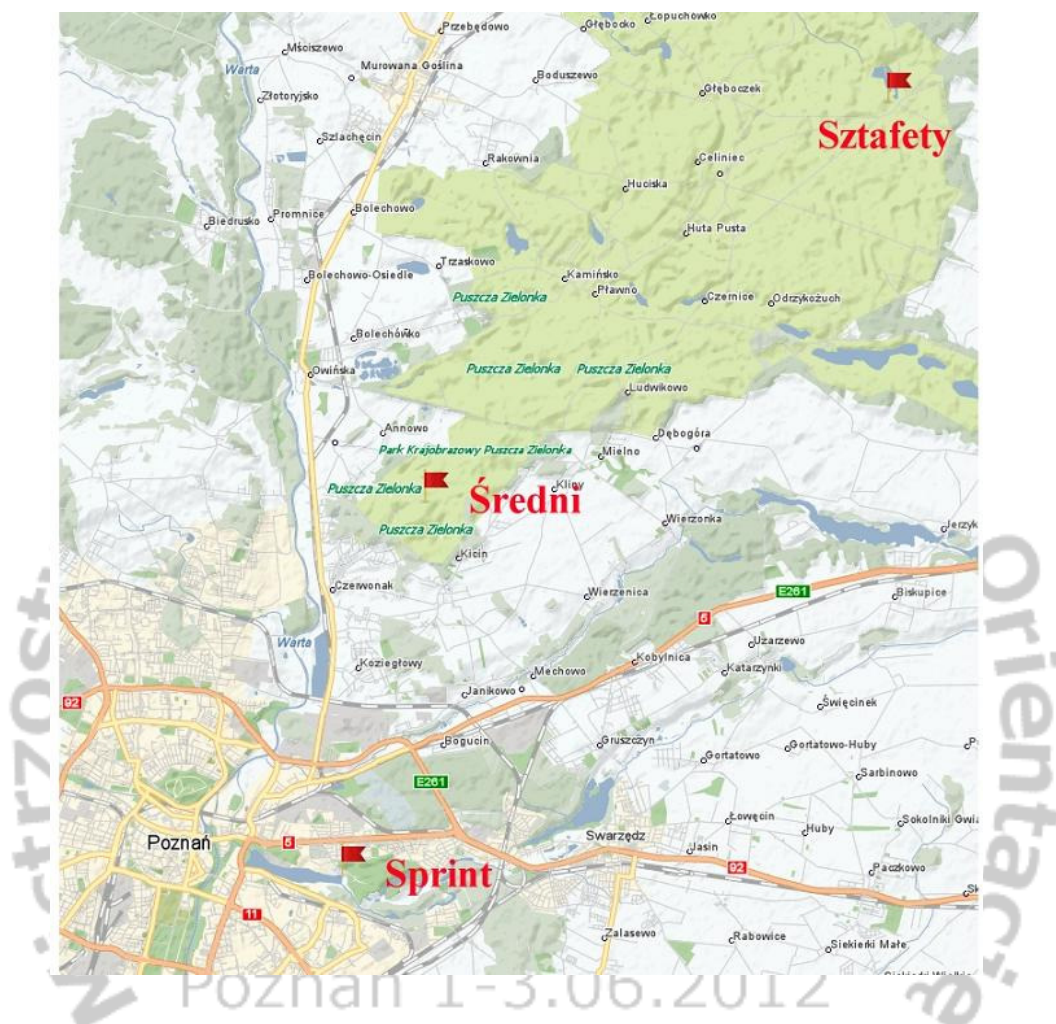 Przebędowo
Głębocko
Łopuchówko
Mściszewo
Warta
Murowana Goślina
Boduszewo
Złotoryjsko
Głęboczek
Sztafety
Szlachęcin
Rakownia
Celiniec
Huciska
Biedrusko
Promnice
Bolechowo
Huta Pusta
Trzaskowo
Bolechowo-Osiedle
Kamińsko
Pławno
Puszcza Zielonka
Czernice
Odrzykożuch
Bolechówko
Owińska
Puszcza Zielonka
Puszcza Zielonka
Ludwikowo
Annowo
Dębogóra
Park Krajobrazowy Puszcza Zielonka
Mielno
Puszcza Zielonka
Średni
Kliny
Puszcza Zielonka
Wierzonka
Jerzyk
Kicin
Czerwonak
Wierzenica
E261
Biskupice
5
Warta
Uzarzewo
Koziegłowy
Mechowo
Kobylnica
Katarzynki
Janikowo
92
Święcinek
Bogucin
Gruszczyn
Gortatowo
Gortatowo-Huby
Sarbinowo
E261
Łowęcin
Huby
Sokolniki Gwia
Poznań
5
Swarzędz
Jasin
92
Sprint
Paczkowo
11
Zalasewo
Rabowice
Siekierki Małe
Poznań 1-3.06.2012